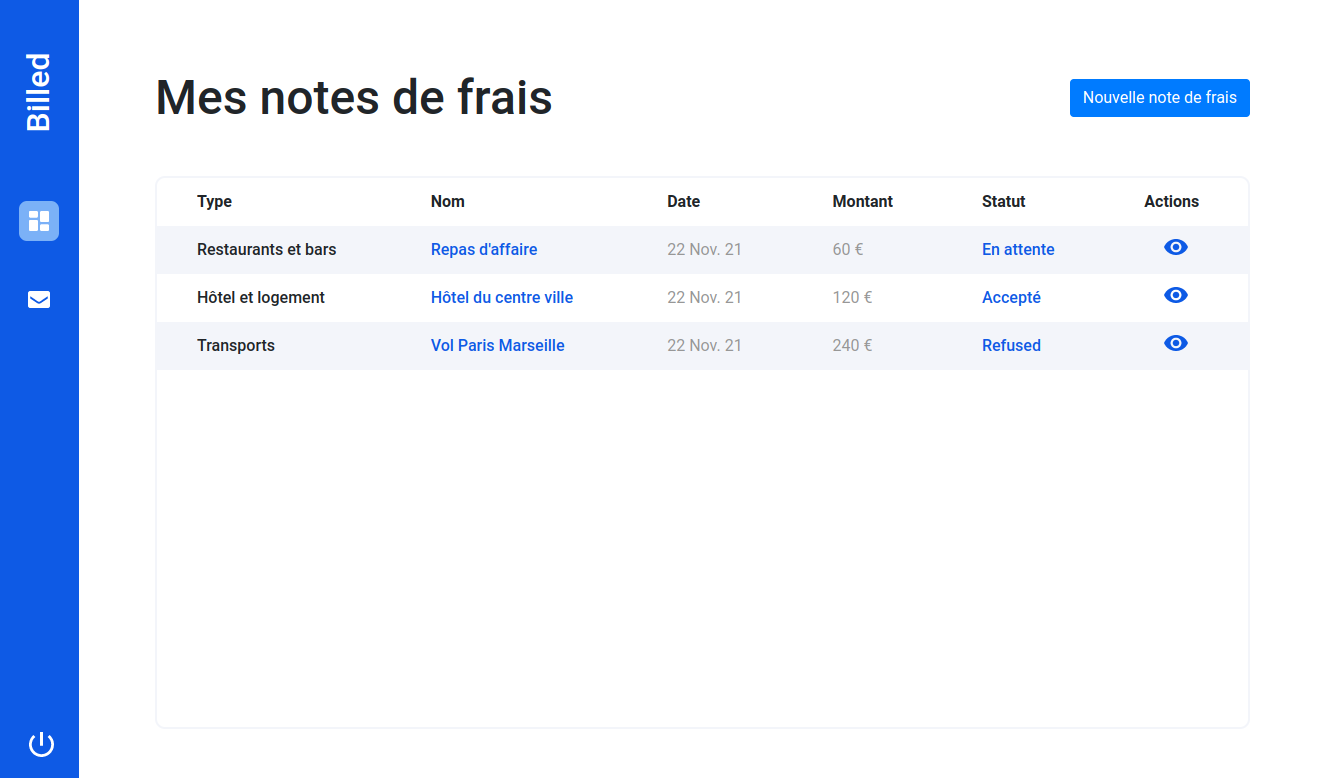 Billed
Mes notes de frais
Nouvelle note de frais
Type Nom Date Montant Statut Actions
Restaurants et bars Repas d'affaire 22 Nov. 21 60 € En attente
Hôtel et logement Hôtel du centre ville 22 Nov. 21 120 € Accepté
Transports Vol Paris Marseille 22 Nov. 21 240 € Refused